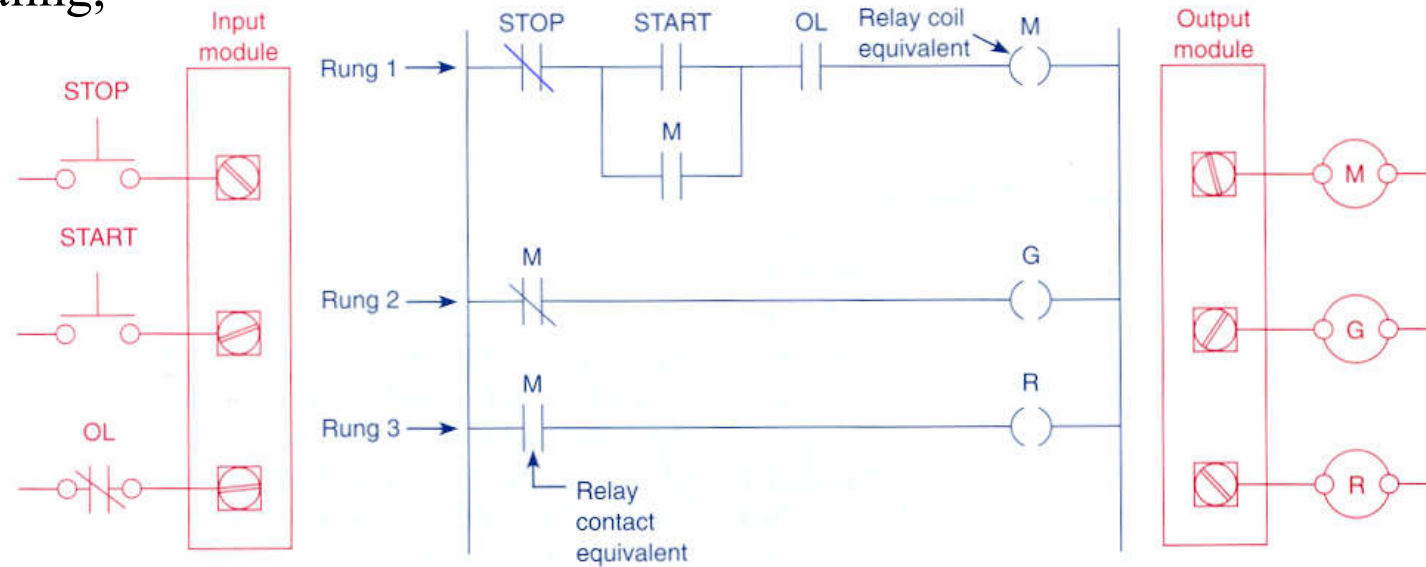 Input
module
STOP
START
OL
Rung 1
STOP
START
OL
Relay coil
equivalent
M
M
Rung 2
M
G
Rung 3
M
R
Relay
contact
equivalent
Output
module
M
G
R